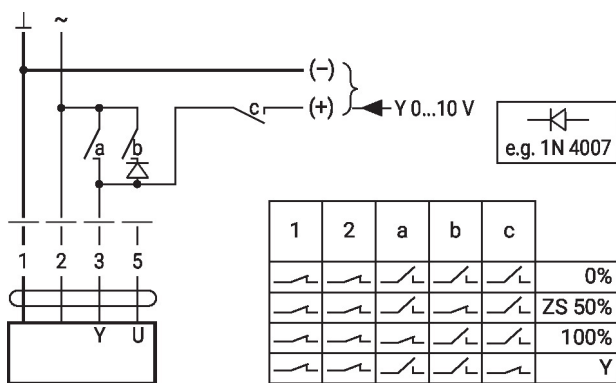 ⊥ ~
(−)
c (+) Y 0...10 V
a b
e.g. 1N 4007
1 2 3 5
Y U
1 2 a b c
0%
ZS 50%
100%
Y